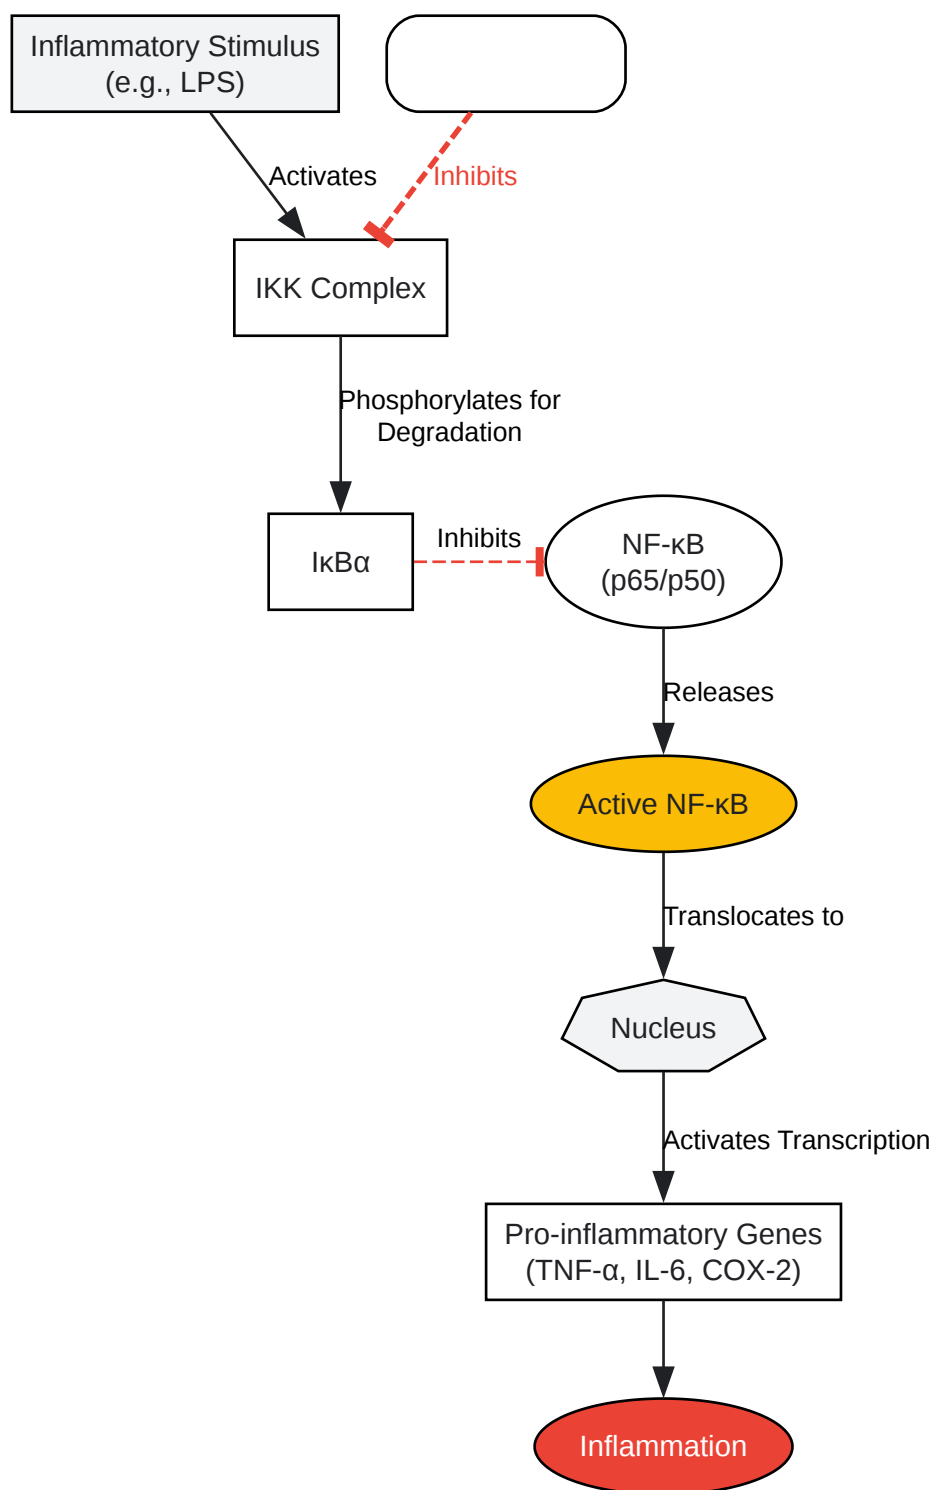 Inflammatory Stimulus
(e.g., LPS)
Activates
Inhibits
IKK Complex
Phosphorylates for
Degradation
IκBα
Inhibits
NF-κB
(p65/p50)
Releases
Active NF-κB
Translocates to
Nucleus
Activates Transcription
Pro-inflammatory Genes
(TNF-α, IL-6, COX-2)
Inflammation